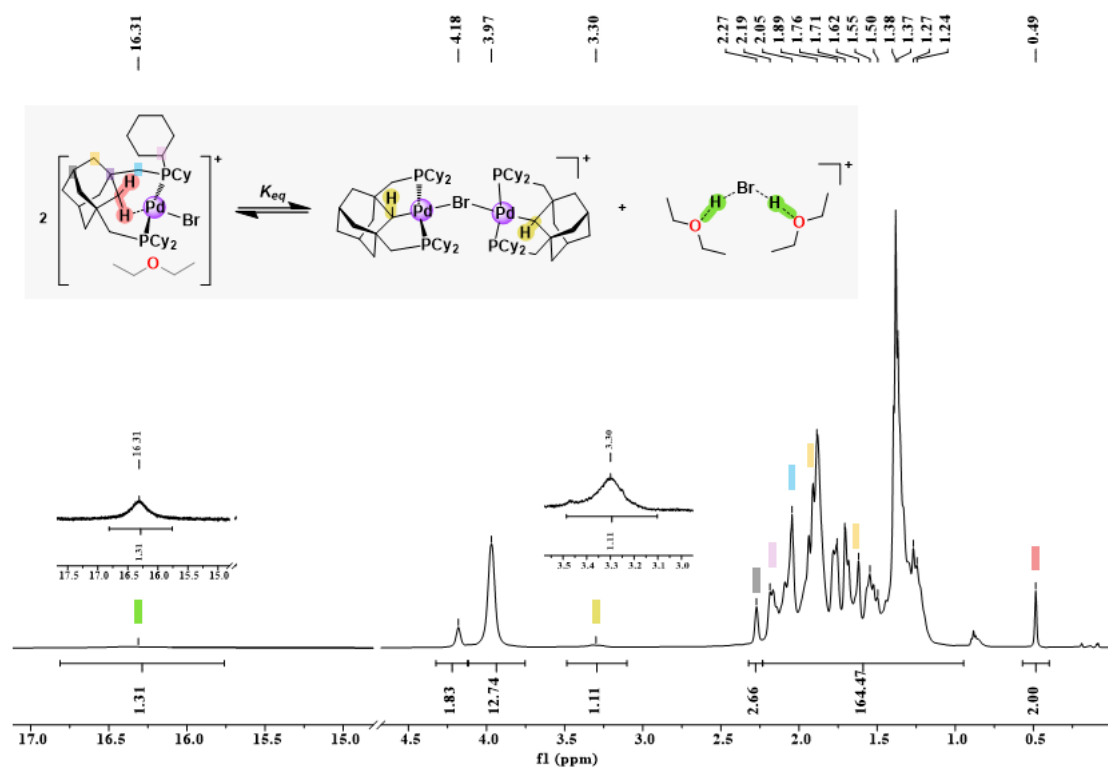 16.31
4.18
3.97
3.30
2.27
2.19
2.05
1.89
1.76
1.71
1.62
1.55
1.50
1.38
1.37
1.27
1.24
0.49
2
+
H
H
PCy
Pd
Br
PCy2
O
Keq
+
PCy2
H
Pd
Br
PCy2
PCy2
Pd
H
PCy2
+
+
Br
H
H
O
O
16.31
1.31
17.5 17.0 16.5 16.0 15.5 15.0
3.30
1.11
3.5 3.4 3.3 3.2 3.1 3.0
1.31
1.83
12.74
1.11
2.66
164.47
2.00
17.0 16.5 16.0 15.5 15.0 4.5 4.0 3.5 3.0 2.5 2.0 1.5 1.0 0.5
f1 (ppm)